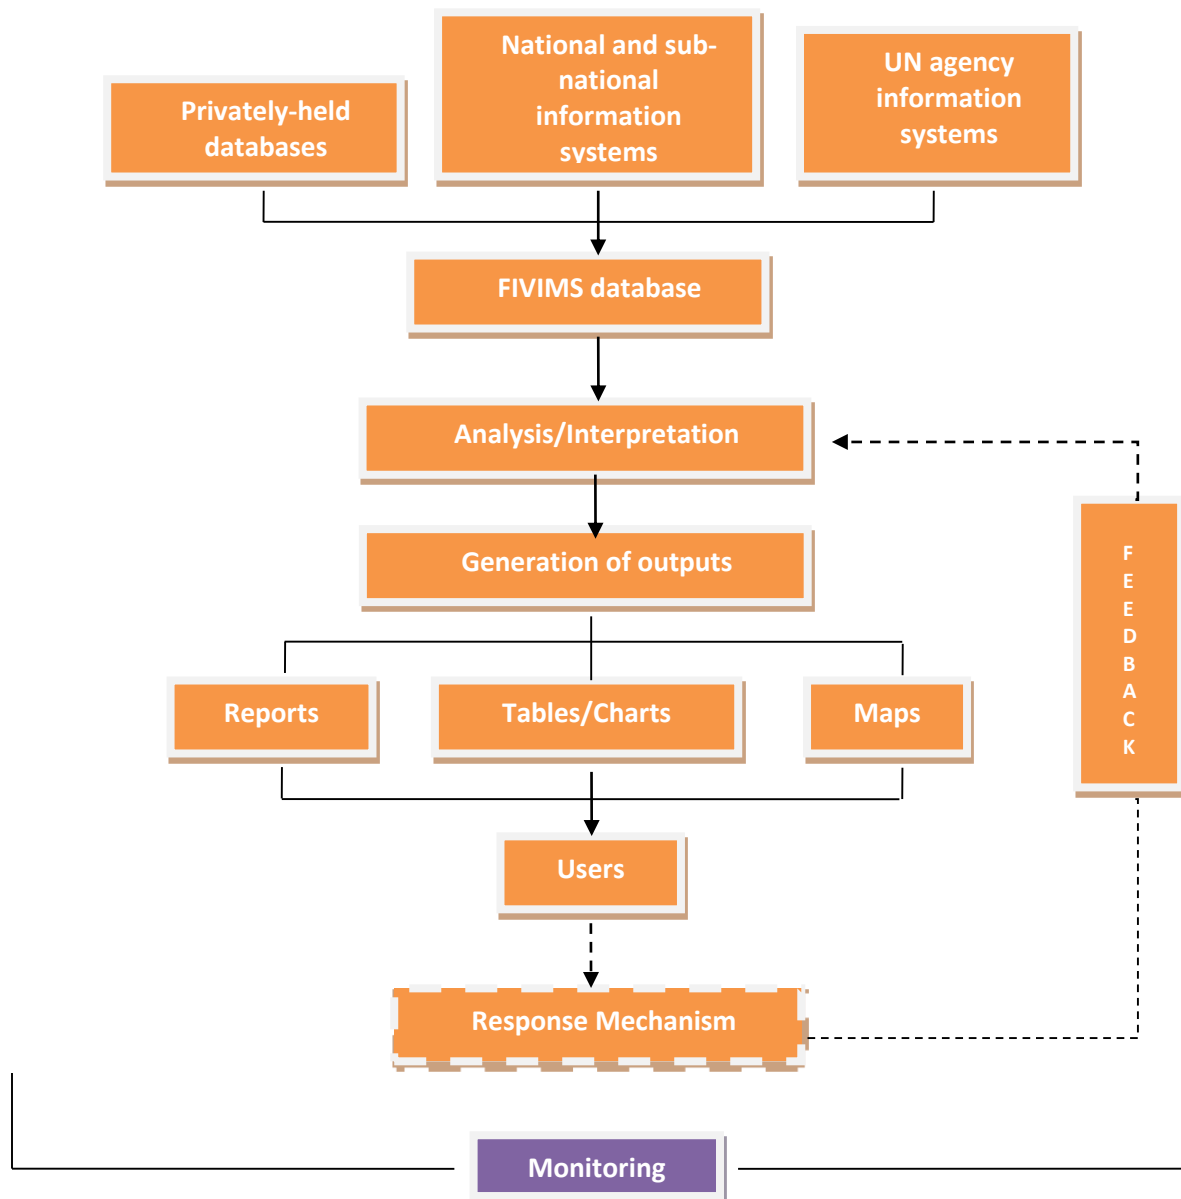 Privately-held
databases
National and sub-
national
information
systems
UN agency
information
systems
FIVIMS database
Analysis/Interpretation
Generation of outputs
Reports
Tables/Charts
Maps
F
E
E
D
B
A
C
K
Users
Response Mechanism
Monitoring